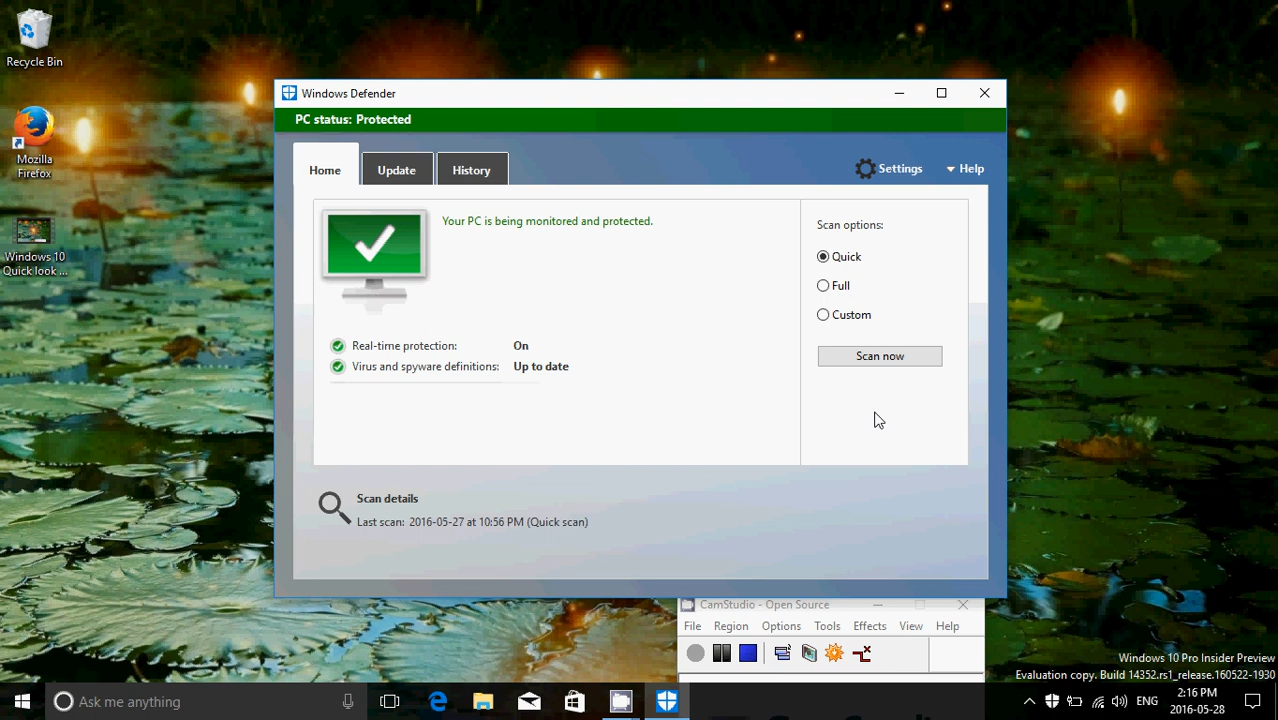 Recycle Bin
Mozilla
Firefox
Windows 10
Quick look ...
Windows Defender
PC status: Protected
Home
Update
History
Settings
Help
Your PC is being monitored and protected.
Real-time protection: On
Virus and spyware definitions: Up to date
Scan options:
Quick
Full
Custom
Scan now
Scan details
Last scan: 2016-05-27 at 10:56 PM (Quick scan)
CamStudio - Open Source
File Region Options Tools Effects View Help
Windows 10 Pro Insider Preview
Evaluation copy. Build 14352.rs1_release.160522-1930
Ask me anything
ENG
2:16 PM
2016-05-28